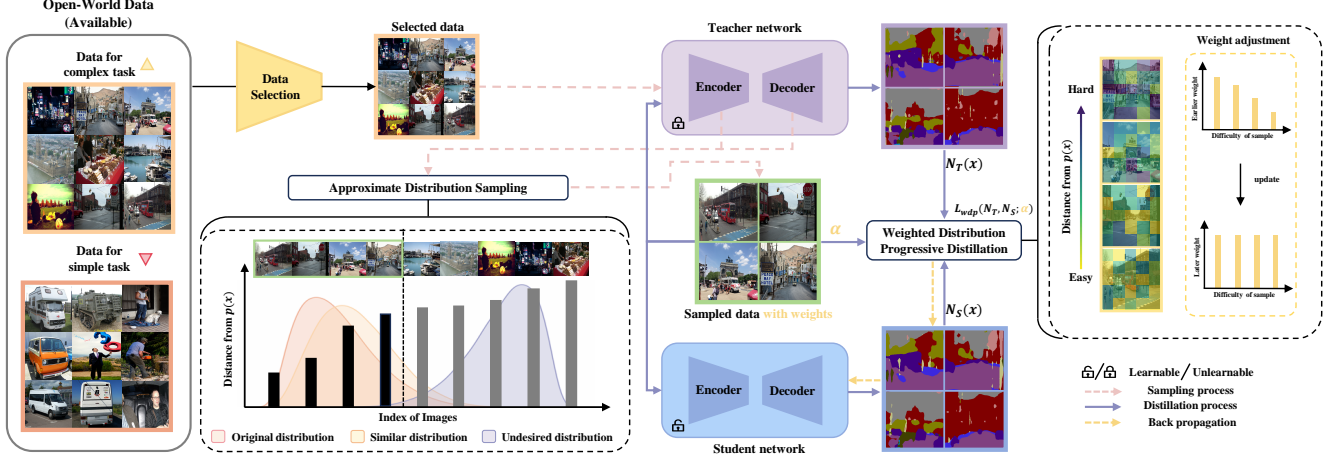 Open-World Data
(Available)
Data for
complex task
Data for
simple task
Data
Selection
Selected data
Approximate Distribution Sampling
Distance from p(x)
Index of Images
Original distribution
Similar distribution
Undesired distribution
Teacher network
Encoder
Decoder
N_T(x)
L_wdp(N_T, N_S; α)
α
Weighted Distribution
Progressive Distillation
Sampled data with weights
N_S(x)
Encoder
Decoder
Student network
Hard
Distance from p(x)
Easy
Weight adjustment
Earlier weight
Difficulty of sample
update
Later weight
Difficulty of sample
Learnable / Unlearnable
Sampling process
Distillation process
Back propagation